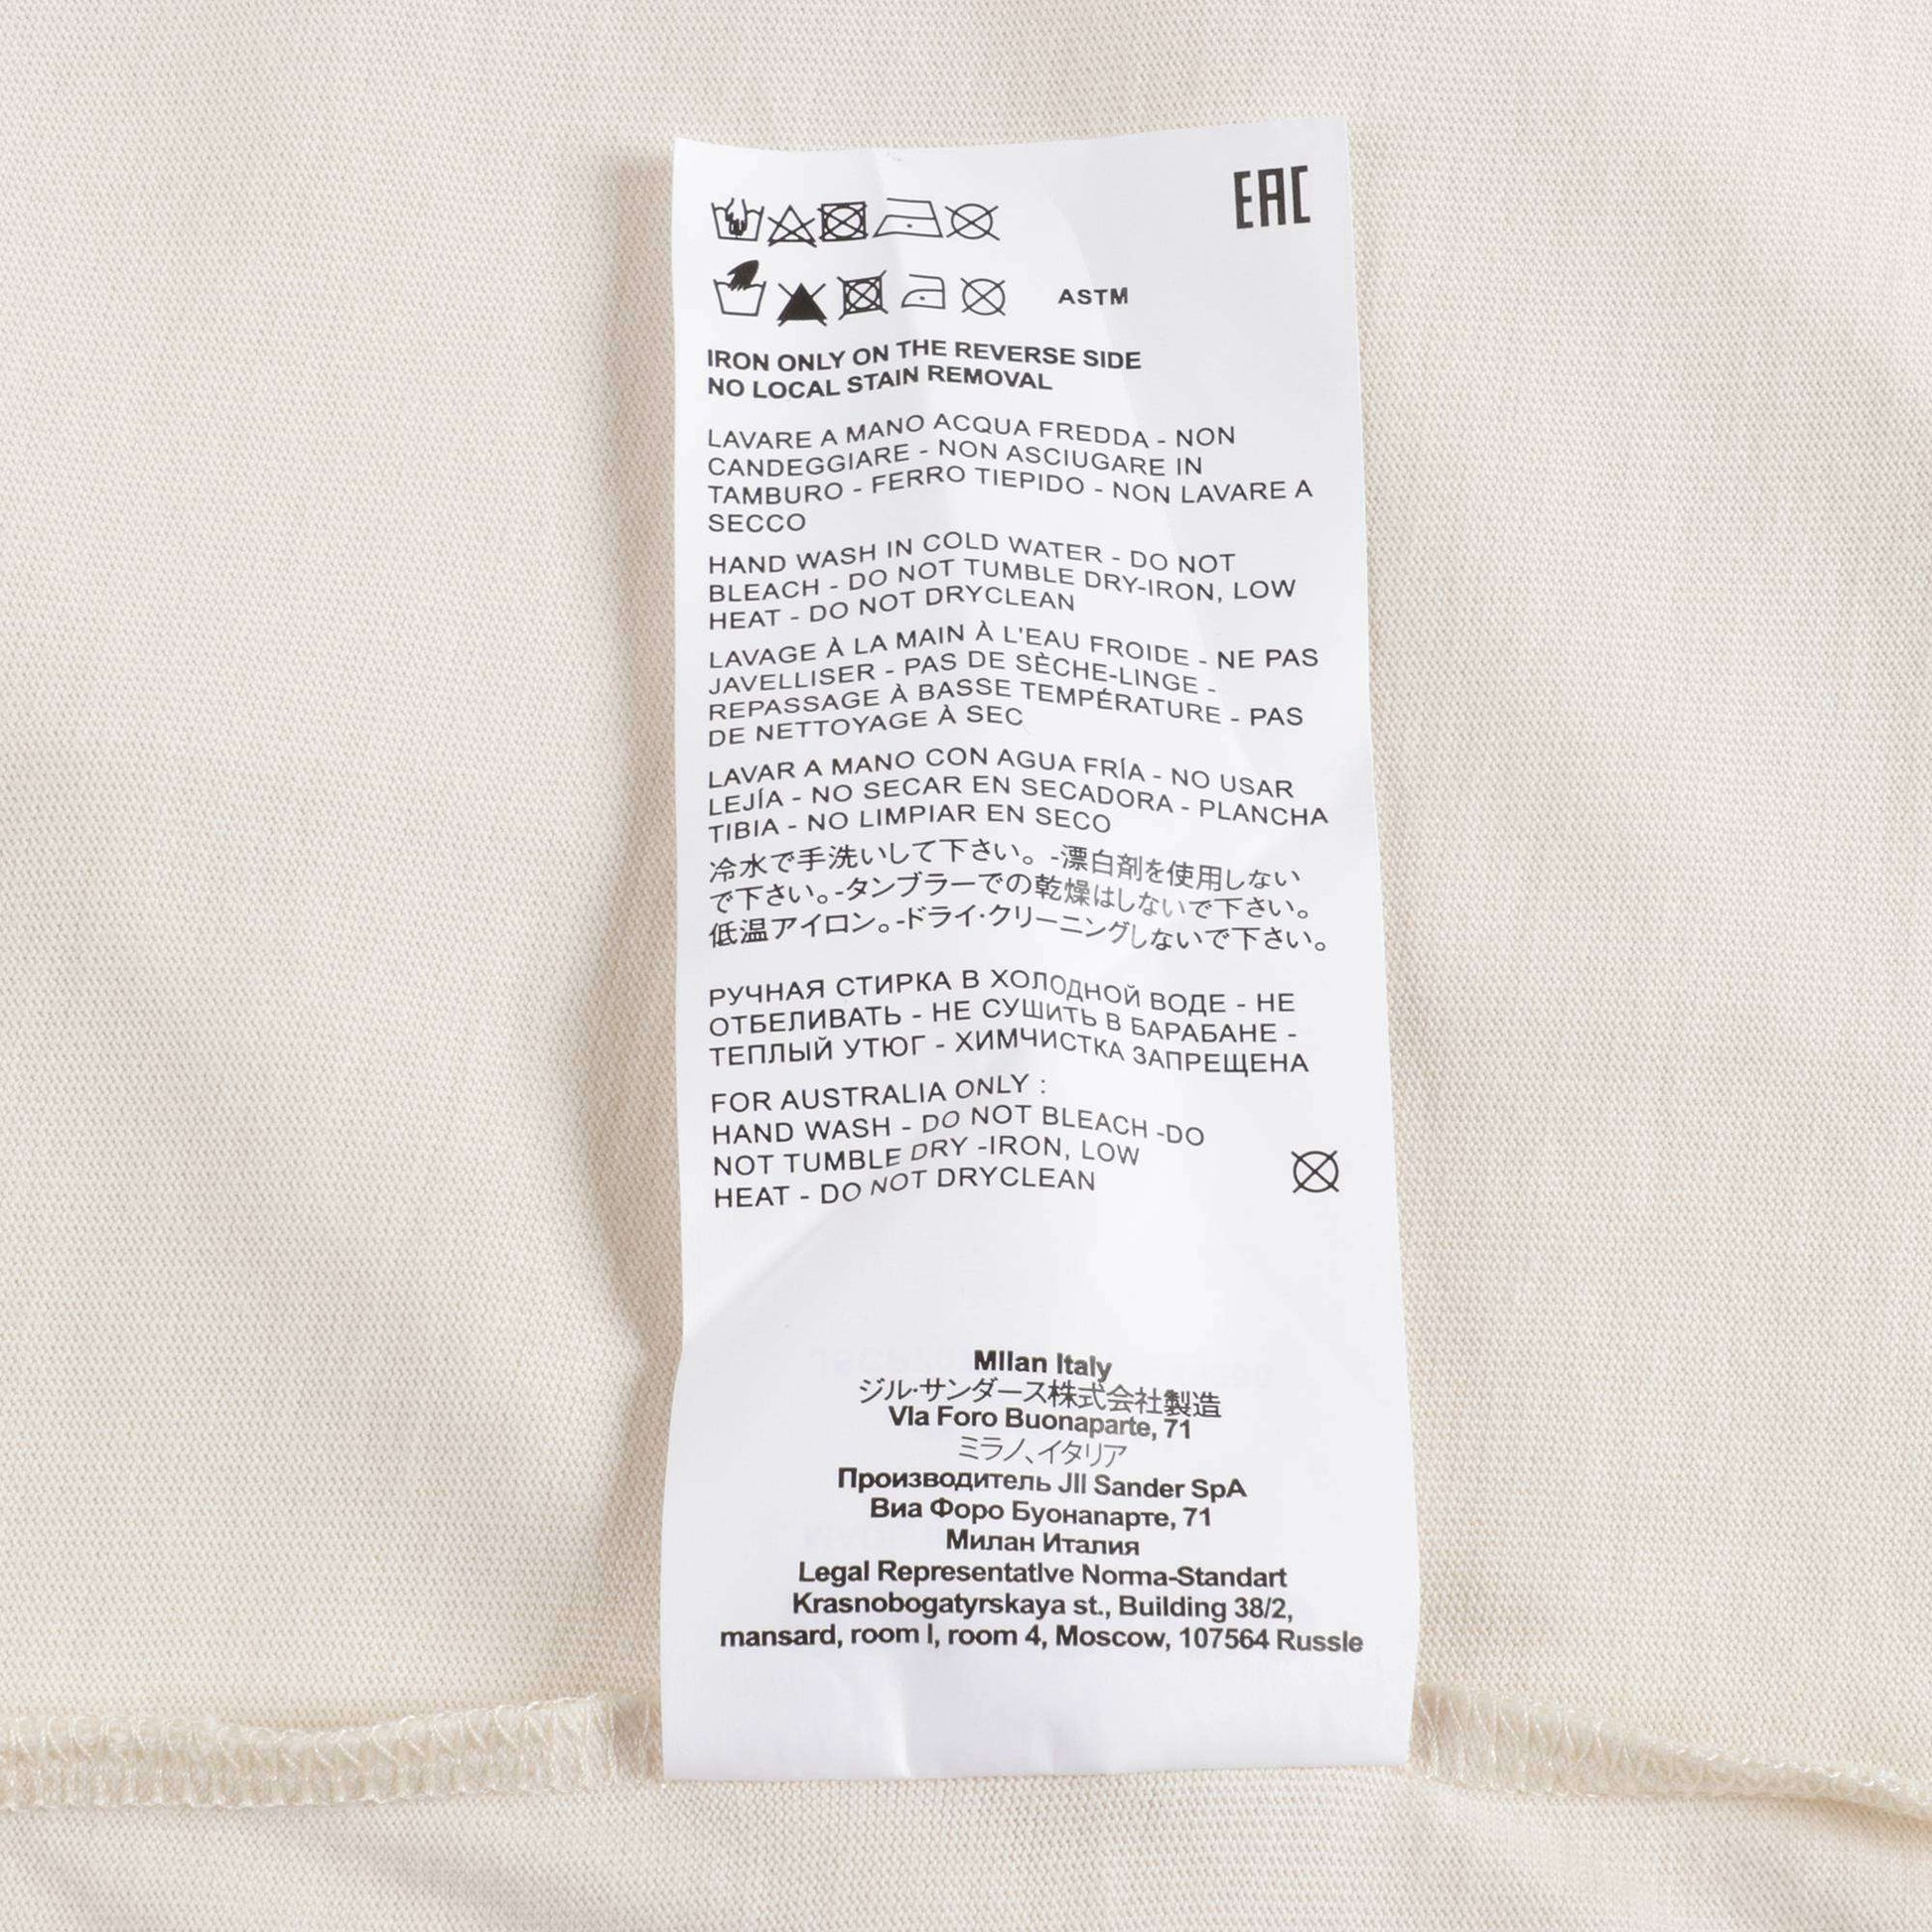 EAC
ASTM
IRON ONLY ON THE REVERSE SIDE
NO LOCAL STAIN REMOVAL
LAVARE A MANO ACQUA FREDDA - NON
CANDEGGIARE - NON ASCIUGARE IN
TAMBURO - FERRO TIEPIDO - NON LAVARE A
SECCO
HAND WASH IN COLD WATER - DO NOT
BLEACH - DO NOT TUMBLE DRY-IRON, LOW
HEAT - DO NOT DRYCLEAN
LAVAGE À LA MAIN À L'EAU FROIDE - NE PAS
JAVELLISER - PAS DE SÈCHE-LINGE -
REPASSAGE À BASSE TEMPÉRATURE - PAS
DE NETTOYAGE À SEC
LAVAR A MANO CON AGUA FRÍA - NO USAR
LEJÍA - NO SECAR EN SECADORA - PLANCHA
TIBIA - NO LIMPIAR EN SECO
冷水で手洗いして下さい。-漂白剤を使用しない
で下さい。-タンブラーでの乾燥はしないで下さい。
低温アイロン。-ドライ·クリーニングしないで下さい。
РУЧНАЯ СТИРКА В ХОЛОДНОЙ ВОДЕ - НЕ
ОТБЕЛИВАТЬ - НЕ СУШИТЬ В БАРАБАНЕ -
ТЕПЛЫЙ УТЮГ - ХИМЧИСТКА ЗАПРЕЩЕНА
FOR AUSTRALIA ONLY :
HAND WASH - DO NOT BLEACH -DO
NOT TUMBLE DRY -IRON, LOW
HEAT - DO NOT DRYCLEAN
MIlan Italy
ジル·サンダース株式会社製造
VIa Foro Buonaparte, 71
ミラノ、イタリア
Производитель JII Sander SpA
Виа Форо Буонапарте, 71
Милан Италия
Legal RepresentatIve Norma-Standart
Krasnobogatyrskaya st., Building 38/2,
mansard, room I, room 4, Moscow, 107564 RussIe